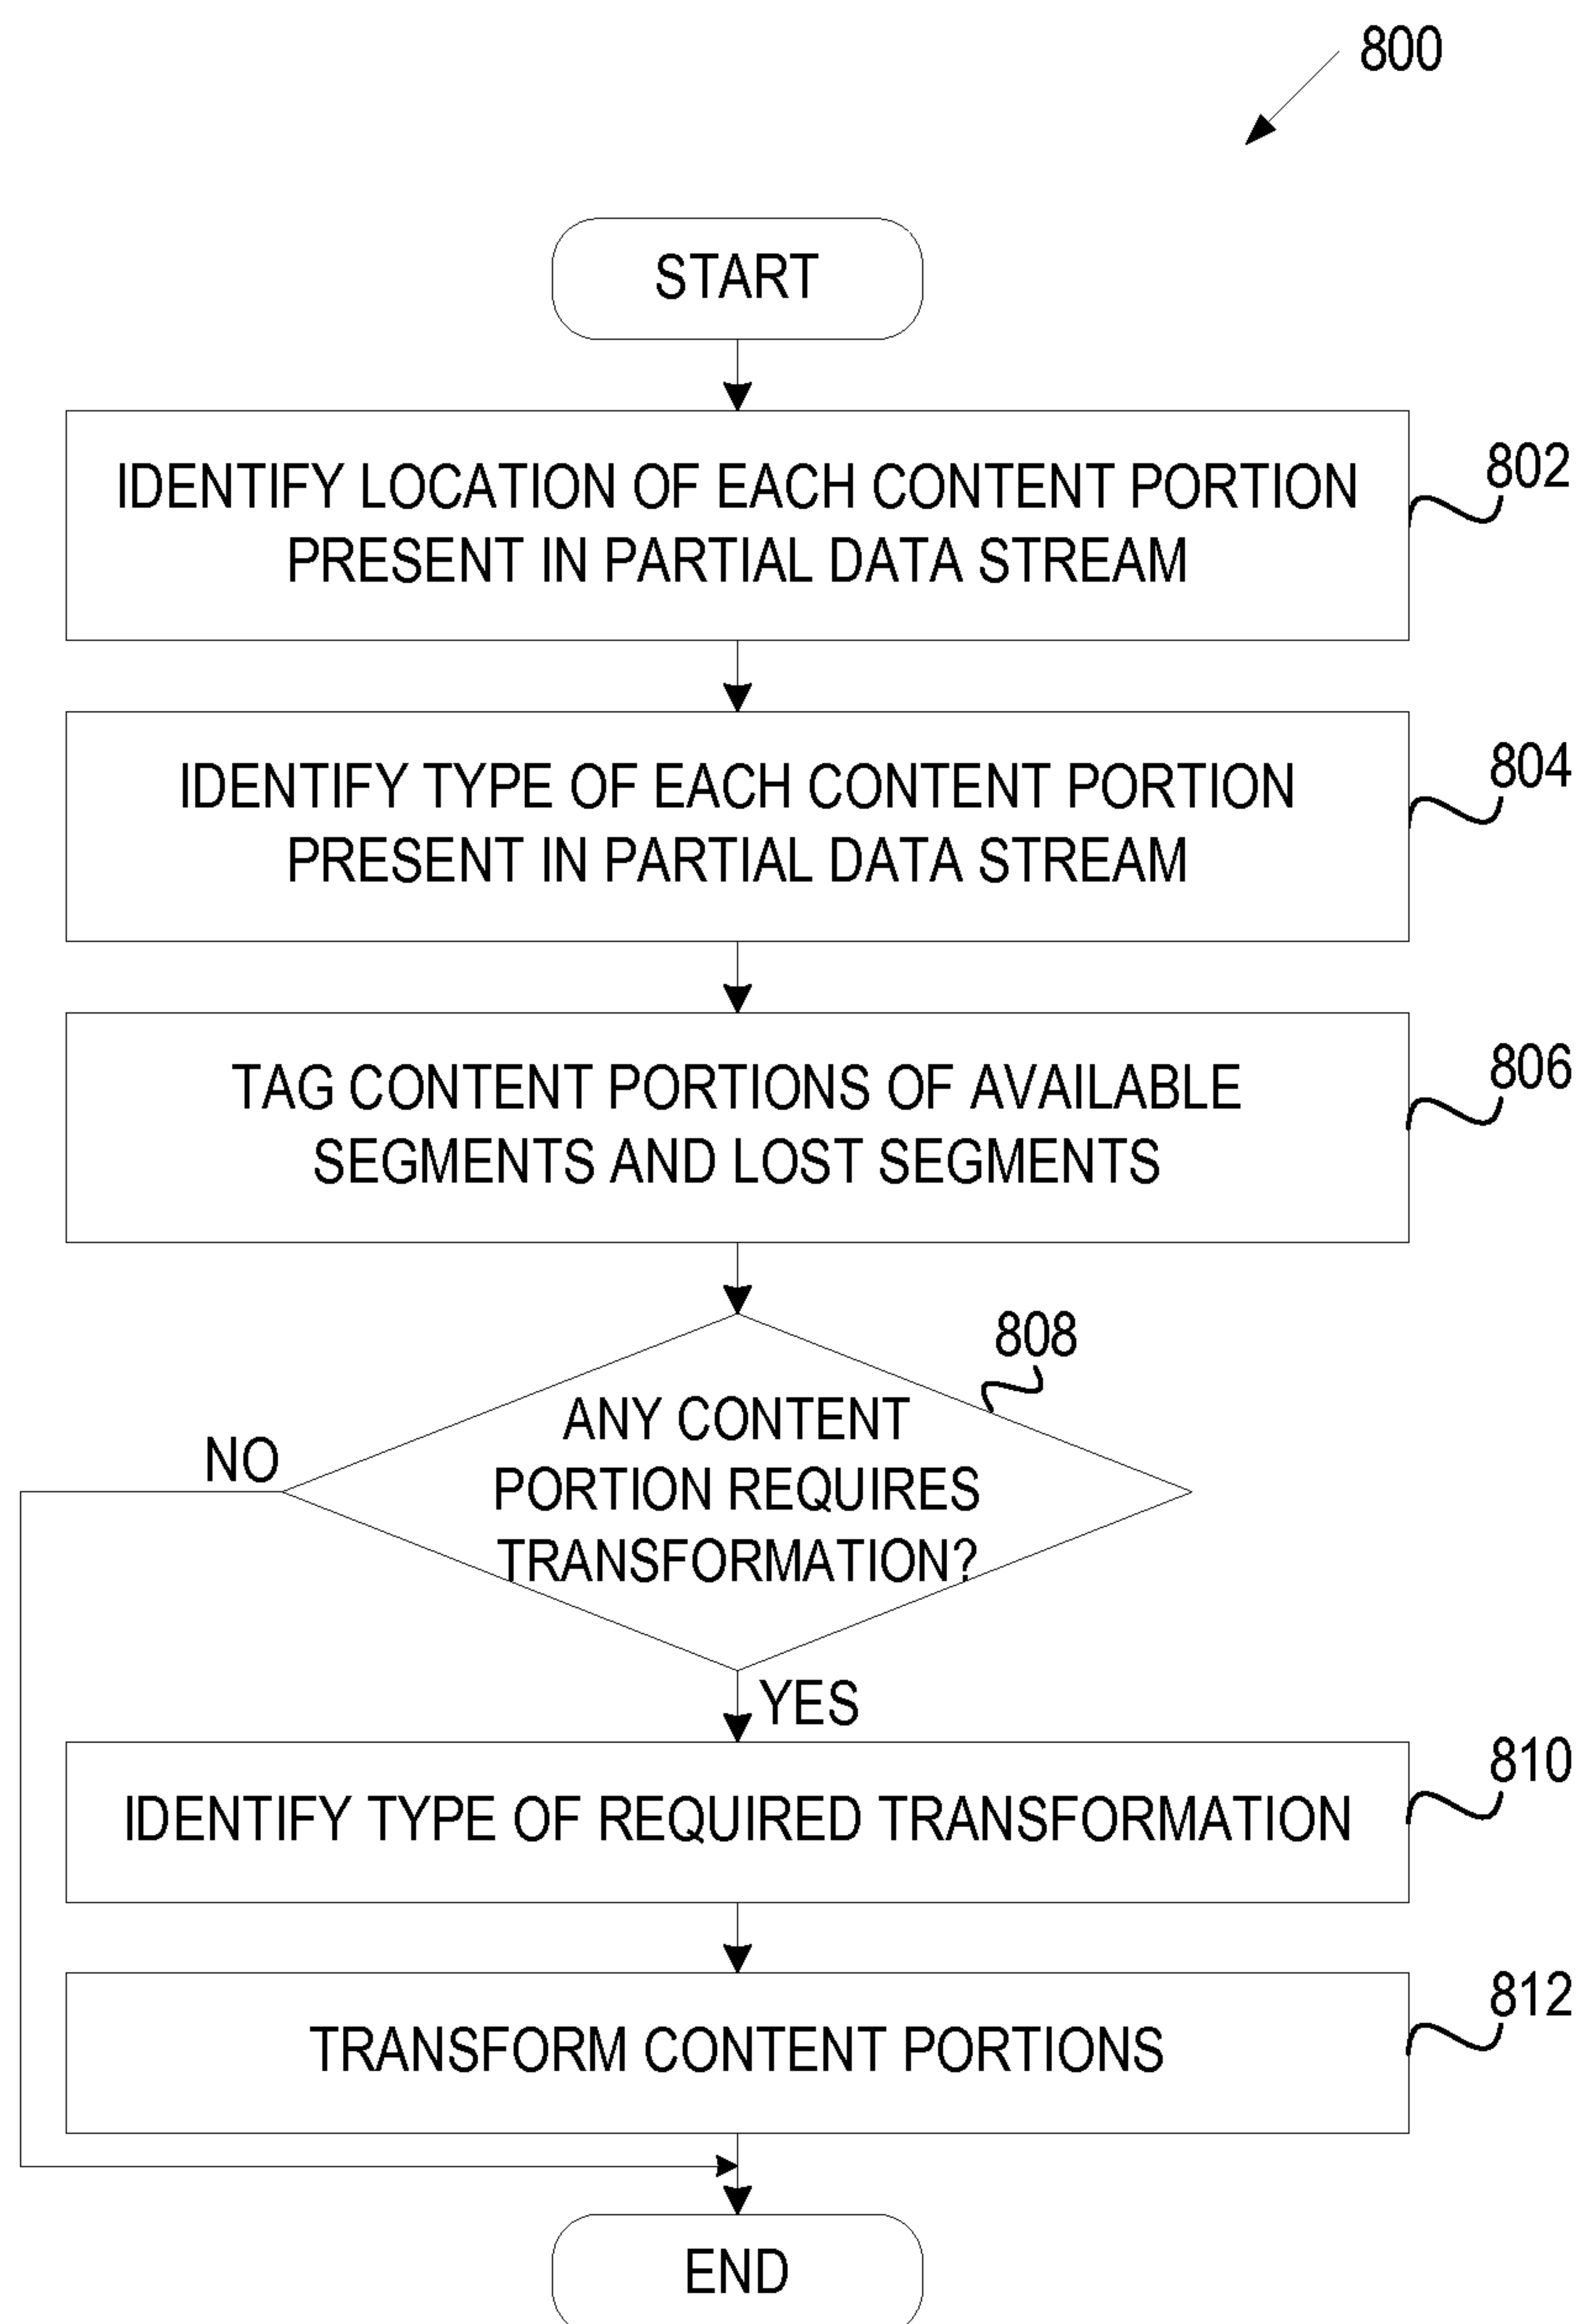 800
START
IDENTIFY LOCATION OF EACH CONTENT PORTION
PRESENT IN PARTIAL DATA STREAM
802
IDENTIFY TYPE OF EACH CONTENT PORTION
PRESENT IN PARTIAL DATA STREAM
804
TAG CONTENT PORTIONS OF AVAILABLE
SEGMENTS AND LOST SEGMENTS
806
808
ANY CONTENT
PORTION REQUIRES
TRANSFORMATION?
NO
YES
IDENTIFY TYPE OF REQUIRED TRANSFORMATION
810
TRANSFORM CONTENT PORTIONS
812
END